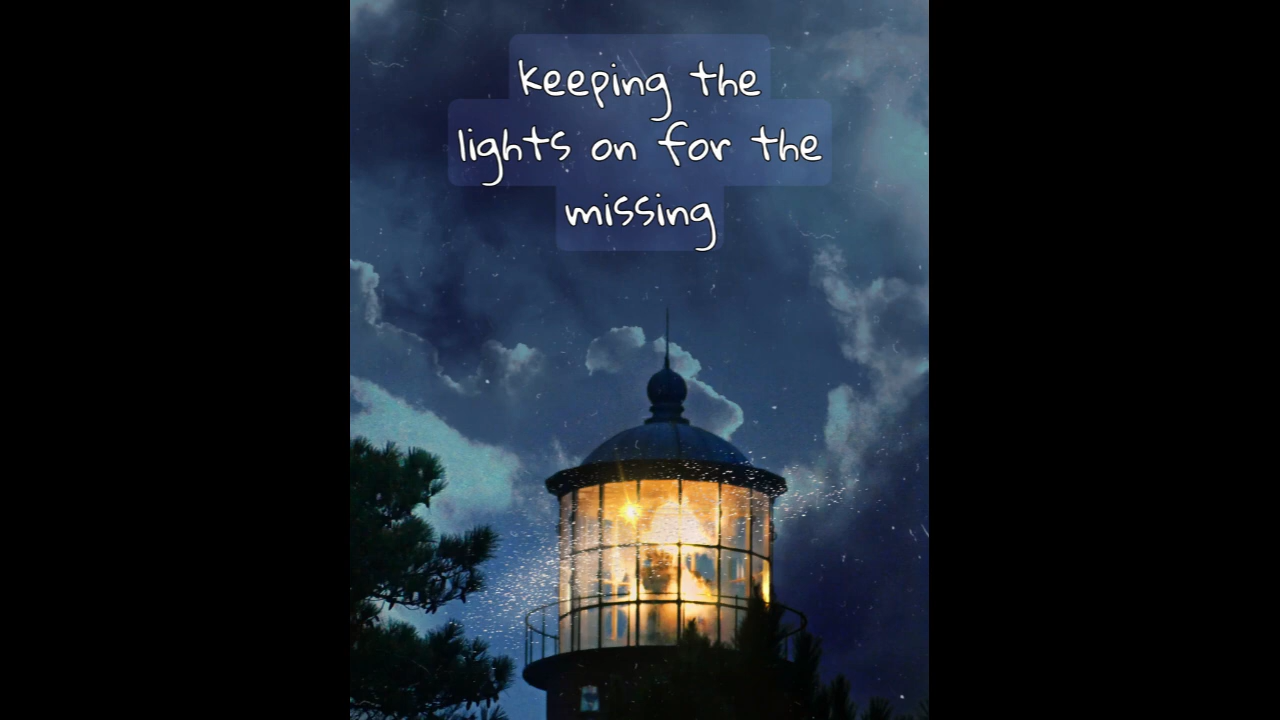 keeping the
lights on for the
missing